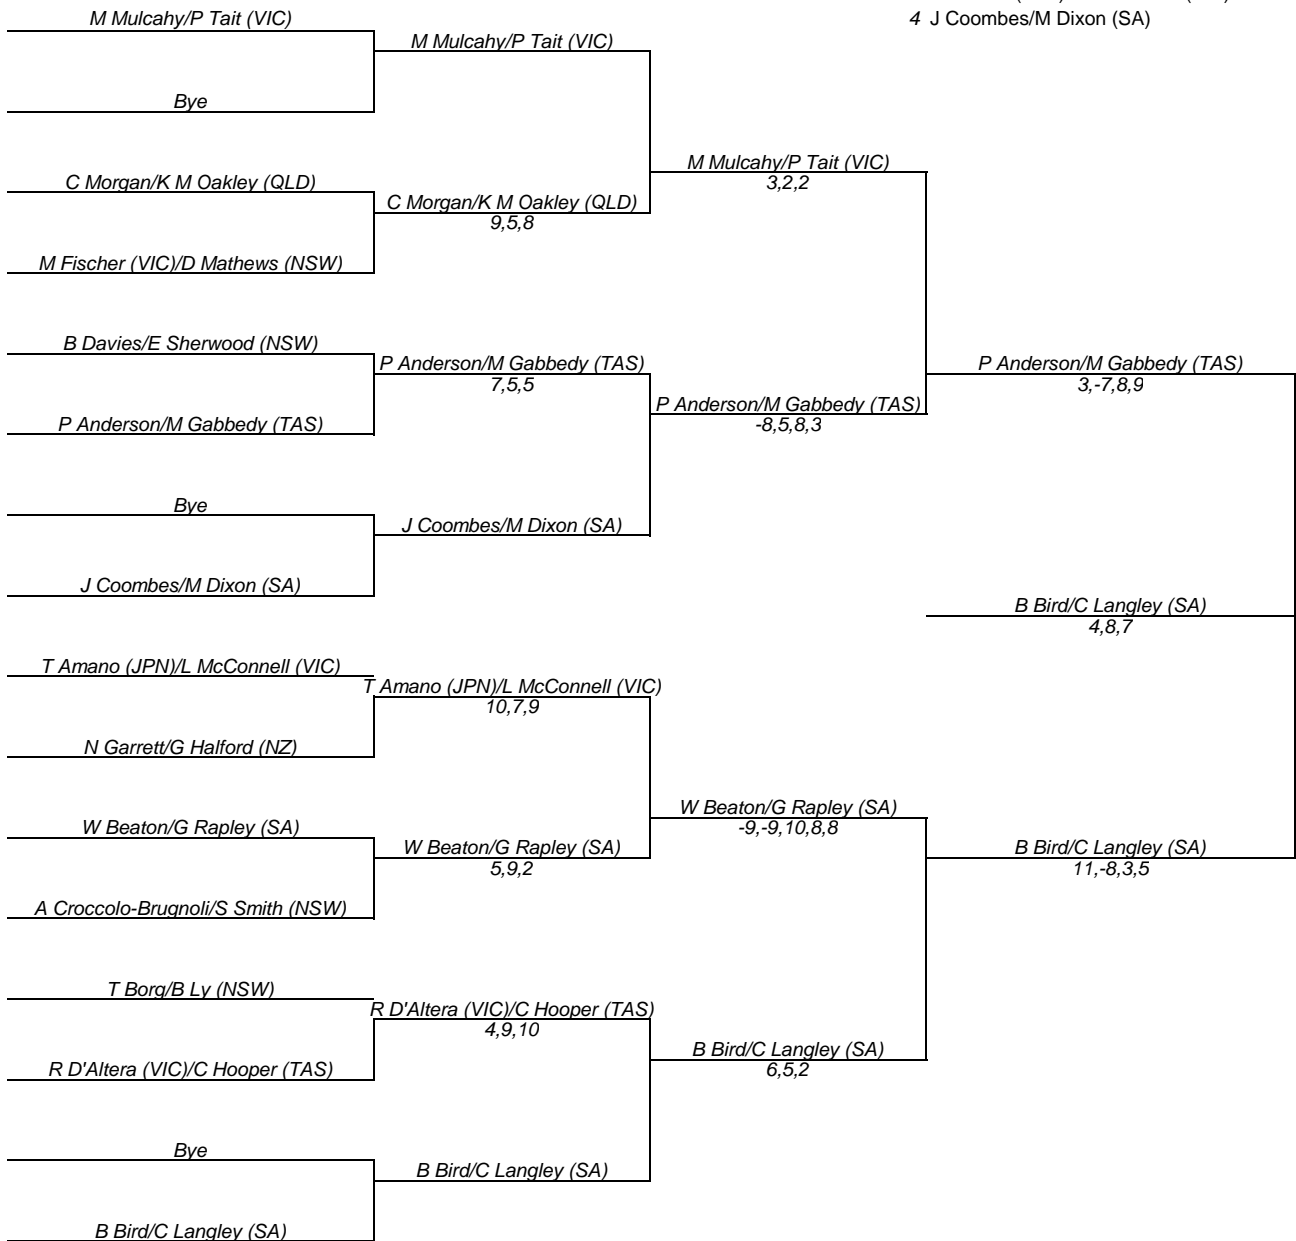 4 J Coombes/M Dixon (SA)
M Mulcahy/P Tait (VIC)
M Mulcahy/P Tait (VIC)
Bye
M Mulcahy/P Tait (VIC)
3,2,2
C Morgan/K M Oakley (QLD)
C Morgan/K M Oakley (QLD)
9,5,8
M Fischer (VIC)/D Mathews (NSW)
B Davies/E Sherwood (NSW)
P Anderson/M Gabbedy (TAS)
7,5,5
P Anderson/M Gabbedy (TAS)
3,-7,8,9
P Anderson/M Gabbedy (TAS)
-8,5,8,3
P Anderson/M Gabbedy (TAS)
Bye
J Coombes/M Dixon (SA)
J Coombes/M Dixon (SA)
B Bird/C Langley (SA)
4,8,7
T Amano (JPN)/L McConnell (VIC)
T Amano (JPN)/L McConnell (VIC)
10,7,9
N Garrett/G Halford (NZ)
W Beaton/G Rapley (SA)
-9,-9,10,8,8
W Beaton/G Rapley (SA)
W Beaton/G Rapley (SA)
5,9,2
B Bird/C Langley (SA)
11,-8,3,5
A Croccolo-Brugnoli/S Smith (NSW)
T Borg/B Ly (NSW)
R D'Altera (VIC)/C Hooper (TAS)
4,9,10
B Bird/C Langley (SA)
6,5,2
R D'Altera (VIC)/C Hooper (TAS)
Bye
B Bird/C Langley (SA)
B Bird/C Langley (SA)